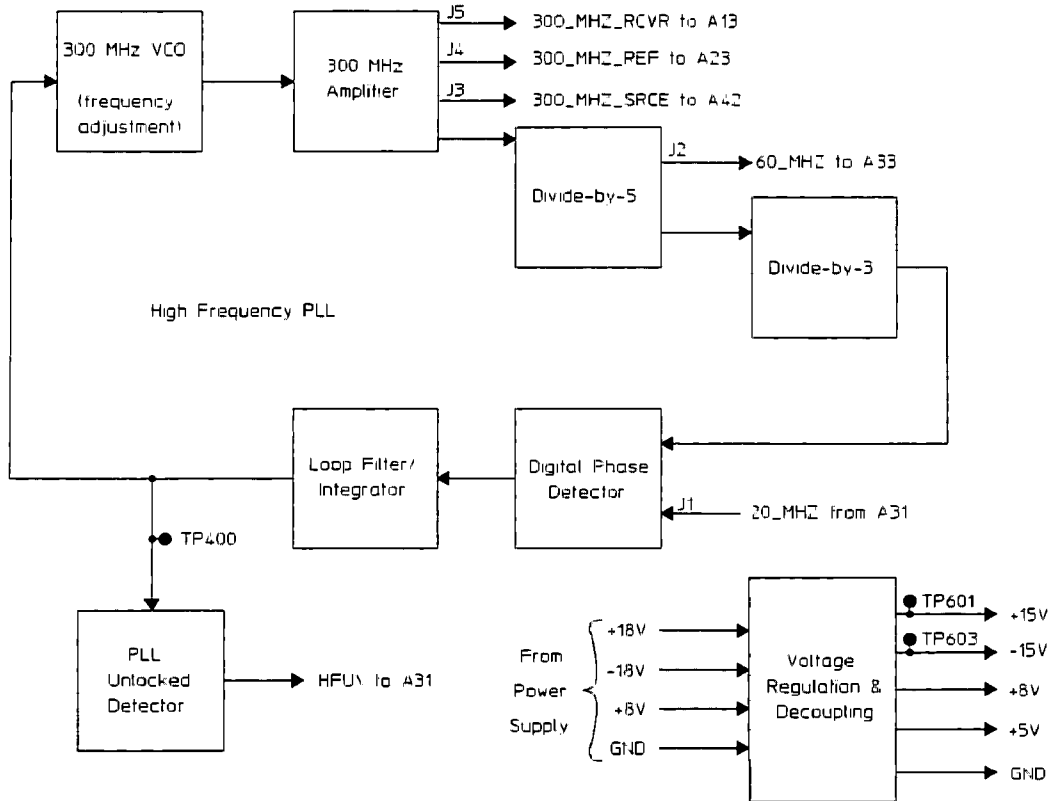 300 MHz VCO
(frequency
adjustment)
300 MHz
Amplifier
J5
300_MHZ_RCVR to A13
J4
300_MHZ_REF to A23
J3
300_MHZ_SRCE to A42
Divide-by-5
J2
60_MHZ to A33
Divide-by-3
High Frequency PLL
Loop Filter/
Integrator
Digital Phase
Detector
J1
20_MHZ from A31
TP400
PLL
Unlocked
Detector
to A31
From
Power
Supply
+18V
-18V
+8V
GND
Voltage
Regulation &
Decoupling
TP601
+15V
TP603
-15V
+8V
+5V
GND